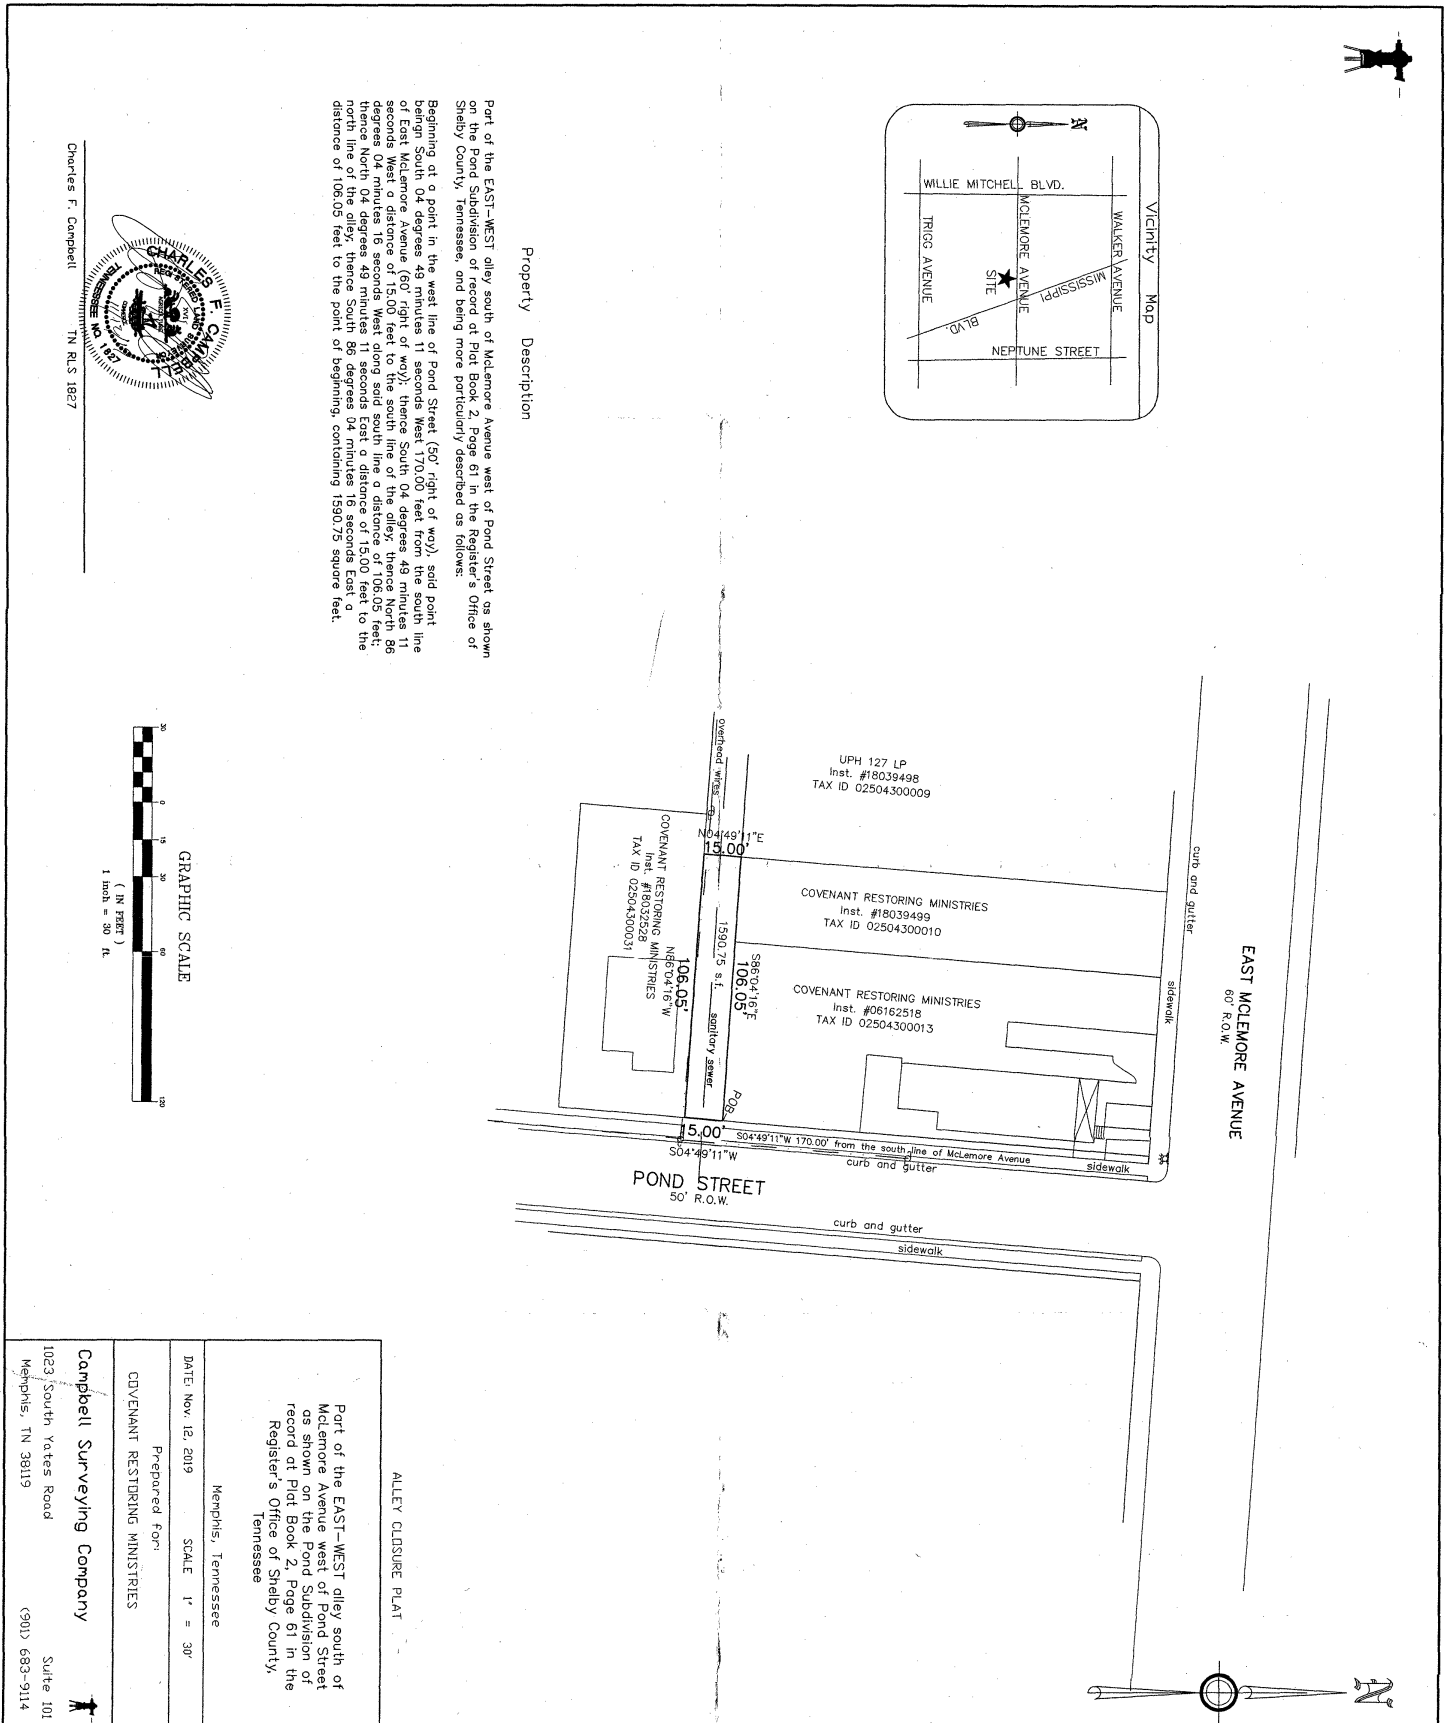 Vicinity Map
N
WALKER AVENUE
MISSISSIPPI
BLVD.
WILLIE MITCHELL BLVD.
MCLEMORE AVENUE
SITE
NEPTUNE STREET
TRIGG AVENUE
Property Description
Part of the EAST-WEST alley south of McLemore Avenue west of Pond Street as shown
on the Pond Subdivision of record at Plat Book 2, Page 61 in the Register's Office of
Shelby County, Tennessee, and being more particularly described as follows:
Beginning at a point in the west line of Pond Street (50' right of way), said point
beingn South 04 degrees 49 minutes 11 seconds West 170.00 feet from the south line
of East McLemore Avenue (60' right of way); thence South 04 degrees 49 minutes 11
seconds West a distance of 15.00 feet to the south line of the alley; thence North 86
degrees 04 minutes 16 seconds West along said south line a distance of 106.05 feet;
thence North 04 degrees 49 minutes 11 seconds East a distance of 15.00 feet to the
north line of the alley; thence South 86 degrees 04 minutes 16 seconds East a
distance of 106.05 feet to the point of beginning, containing 1590.75 square feet.
CHARLES F. CAMPBELL
REGISTERED LAND SURVEYOR
TENNESSEE NO. 1827
Charles F. Campbell TN RLS 1827
EAST MCLEMORE AVENUE
60' R.O.W.
curb and gutter
sidewalk
UPH 127 LP
Inst. #18039498
TAX ID 02504300009
COVENANT RESTORING MINISTRIES
Inst. #18039499
TAX ID 02504300010
COVENANT RESTORING MINISTRIES
Inst. #06162518
TAX ID 02504300013
overhead wires
N04°49'11"E
15.00'
S86°04'16"E
106.05'
1590.75 s.f.
sanitary sewer
N86°04'16"W
106.05'
COVENANT RESTORING MINISTRIES
Inst. #18032528
TAX ID 02504300031
POB
15.00'
S04°49'11"W
S04°49'11"W 170.00' from the south line of McLemore Avenue
curb and gutter
sidewalk
POND STREET
50' R.O.W.
curb and gutter
sidewalk
GRAPHIC SCALE
30 0 15 30 60 120
( IN FEET )
1 inch = 30 ft.
N
ALLEY CLOSURE PLAT
Part of the EAST-WEST alley south of
McLemore Avenue west of Pond Street
as shown on the Pond Subdivision of
record at Plat Book 2, Page 61 in the
Register's Office of Shelby County,
Tennessee
Memphis, Tennessee
DATE: Nov. 12, 2019 SCALE 1" = 30'
Prepared for:
COVENANT RESTORING MINISTRIES
Campbell Surveying Company
1023 South Yates Road Suite 101
Memphis, TN 38119 (901) 683-9114